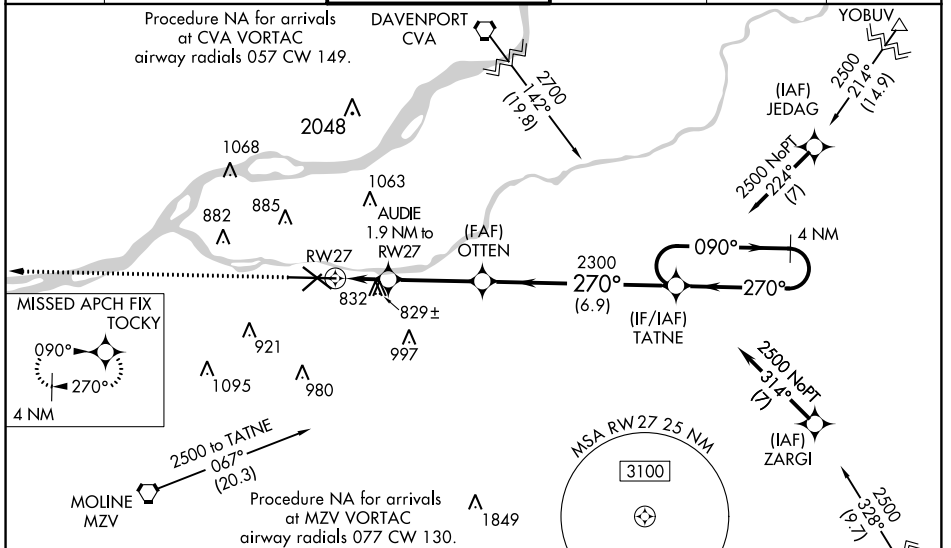 Procedure NA for arrivals
at CVA VORTAC
airway radials 057 CW 149.
DAVENPORT
CVA
2700
142°
(19.8)
YOBUV
2500
214°
(14.9)
(IAF)
JEDAG
2500 NoPT
224°
(7)
2048
1068
1063
882
885
AUDIE
1.9 NM to
RW27
(FAF)
OTTEN
RW27
832
829±
2300
270°
(6.9)
090°
4 NM
270°
(IF/IAF)
TATNE
MISSED APCH FIX
TOCKY
090°
270°
4 NM
921
997
1095
980
2500 NoPT
314°
(7)
(IAF)
ZARGI
2500 to TATNE
067°
(20.3)
MOLINE
MZV
Procedure NA for arrivals
at MZV VORTAC
airway radials 077 CW 130.
1849
MSA RW 27 25 NM
3100
2500
328°
(9.7)